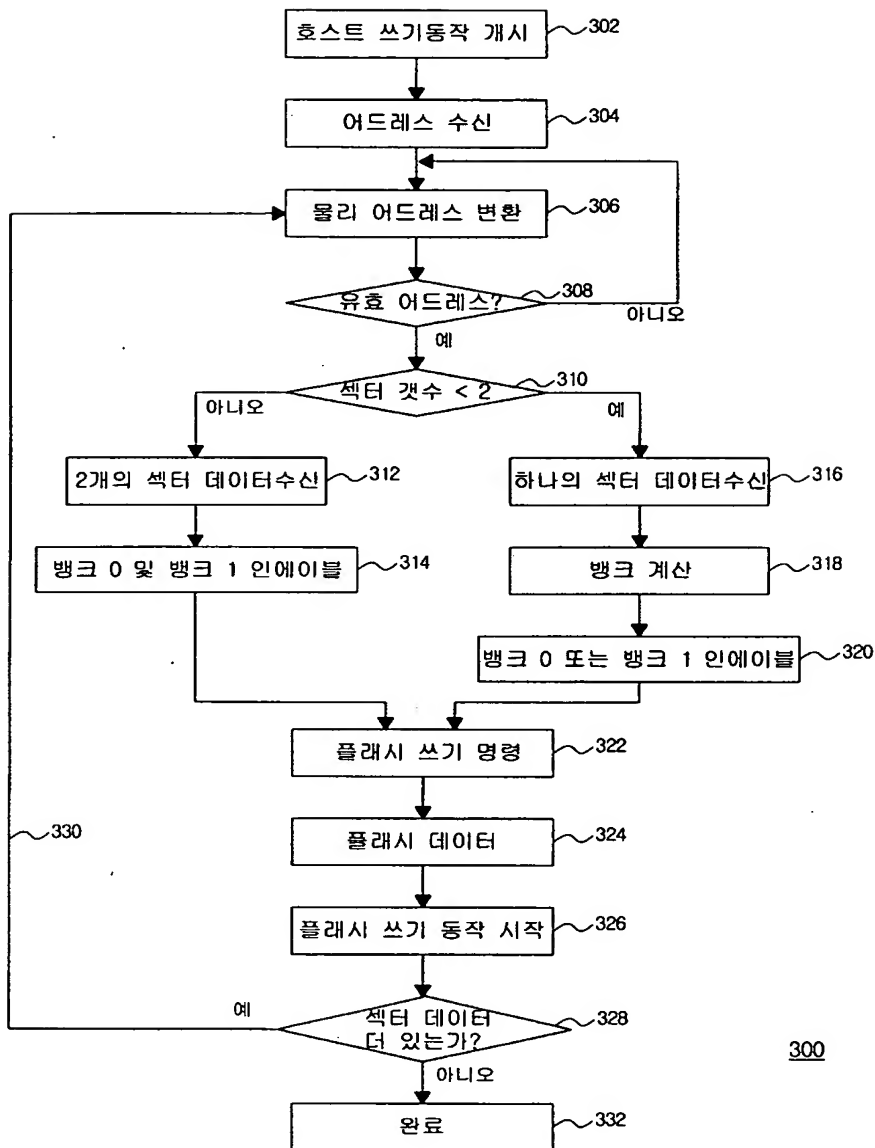 호스트 쓰기동작 개시
302
어드레스 수신
304
물리 어드레스 변환
306
유효 어드레스?
308
아니오
예
섹터 갯수 < 2
310
아니오
예
2개의 섹터 데이터수신
312
하나의 섹터 데이터수신
316
뱅크 0 및 뱅크 1 인에이블
314
뱅크 계산
318
뱅크 0 또는 뱅크 1 인에이블
320
플래시 쓰기 명령
322
330
플래시 데이터
324
플래시 쓰기 동작 시작
326
예
섹터 데이터
더 있는가?
328
300
아니오
완료
332